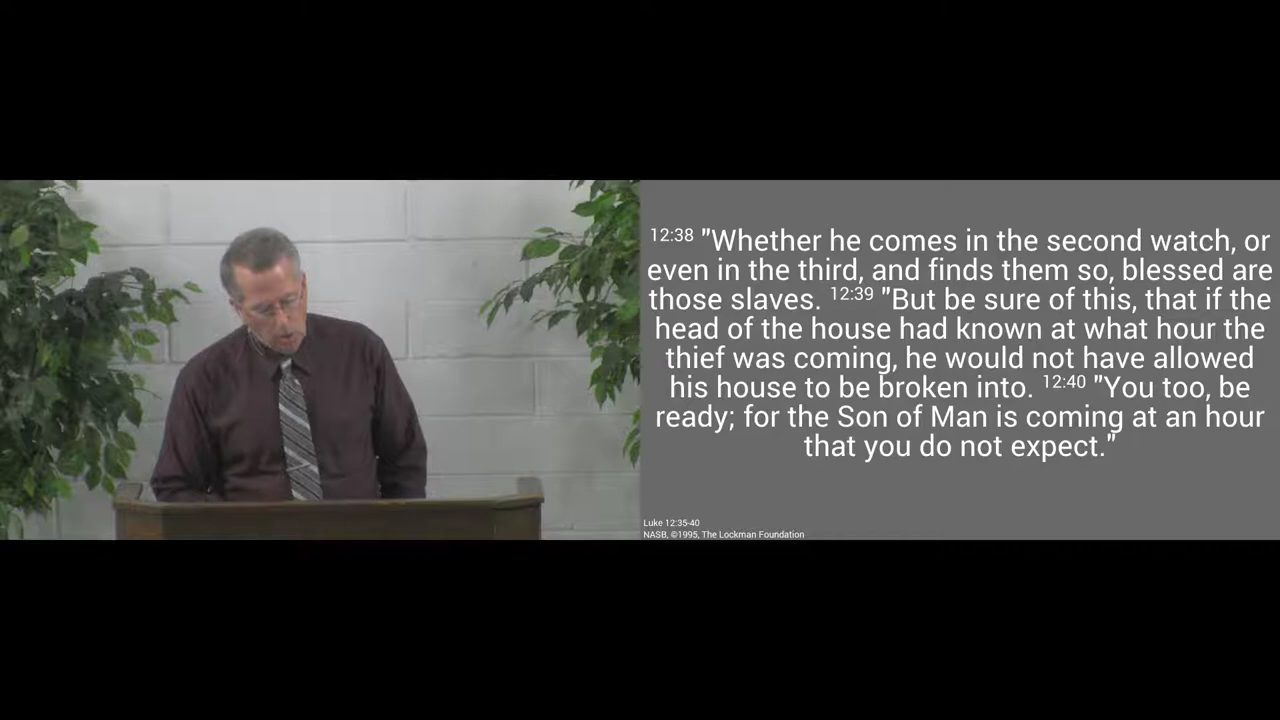 12:38 "Whether he comes in the second watch, or
even in the third, and finds them so, blessed are
those slaves. 12:39 "But be sure of this, that if the
head of the house had known at what hour the
thief was coming, he would not have allowed
his house to be broken into. 12:40 "You too, be
ready; for the Son of Man is coming at an hour
that you do not expect."
Luke 12:35-40
NASB, ©1995, The Lockman Foundation